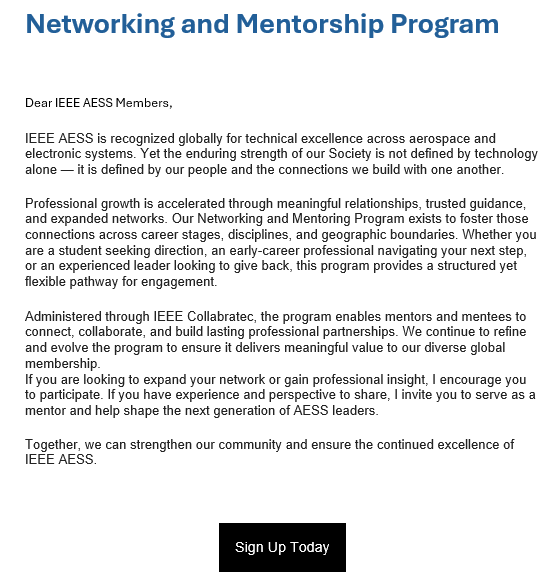 Networking and Mentorship Program
Dear IEEE AESS Members,
IEEE AESS is recognized globally for technical excellence across aerospace and
electronic systems. Yet the enduring strength of our Society is not defined by technology
alone — it is defined by our people and the connections we build with one another.
Professional growth is accelerated through meaningful relationships, trusted guidance,
and expanded networks. Our Networking and Mentoring Program exists to foster those
connections across career stages, disciplines, and geographic boundaries. Whether you
are a student seeking direction, an early-career professional navigating your next step,
or an experienced leader looking to give back, this program provides a structured yet
flexible pathway for engagement.
Administered through IEEE Collabratec, the program enables mentors and mentees to
connect, collaborate, and build lasting professional partnerships. We continue to refine
and evolve the program to ensure it delivers meaningful value to our diverse global
membership.
If you are looking to expand your network or gain professional insight, I encourage you
to participate. If you have experience and perspective to share, I invite you to serve as a
mentor and help shape the next generation of AESS leaders.
Together, we can strengthen our community and ensure the continued excellence of
IEEE AESS.
Sign Up Today